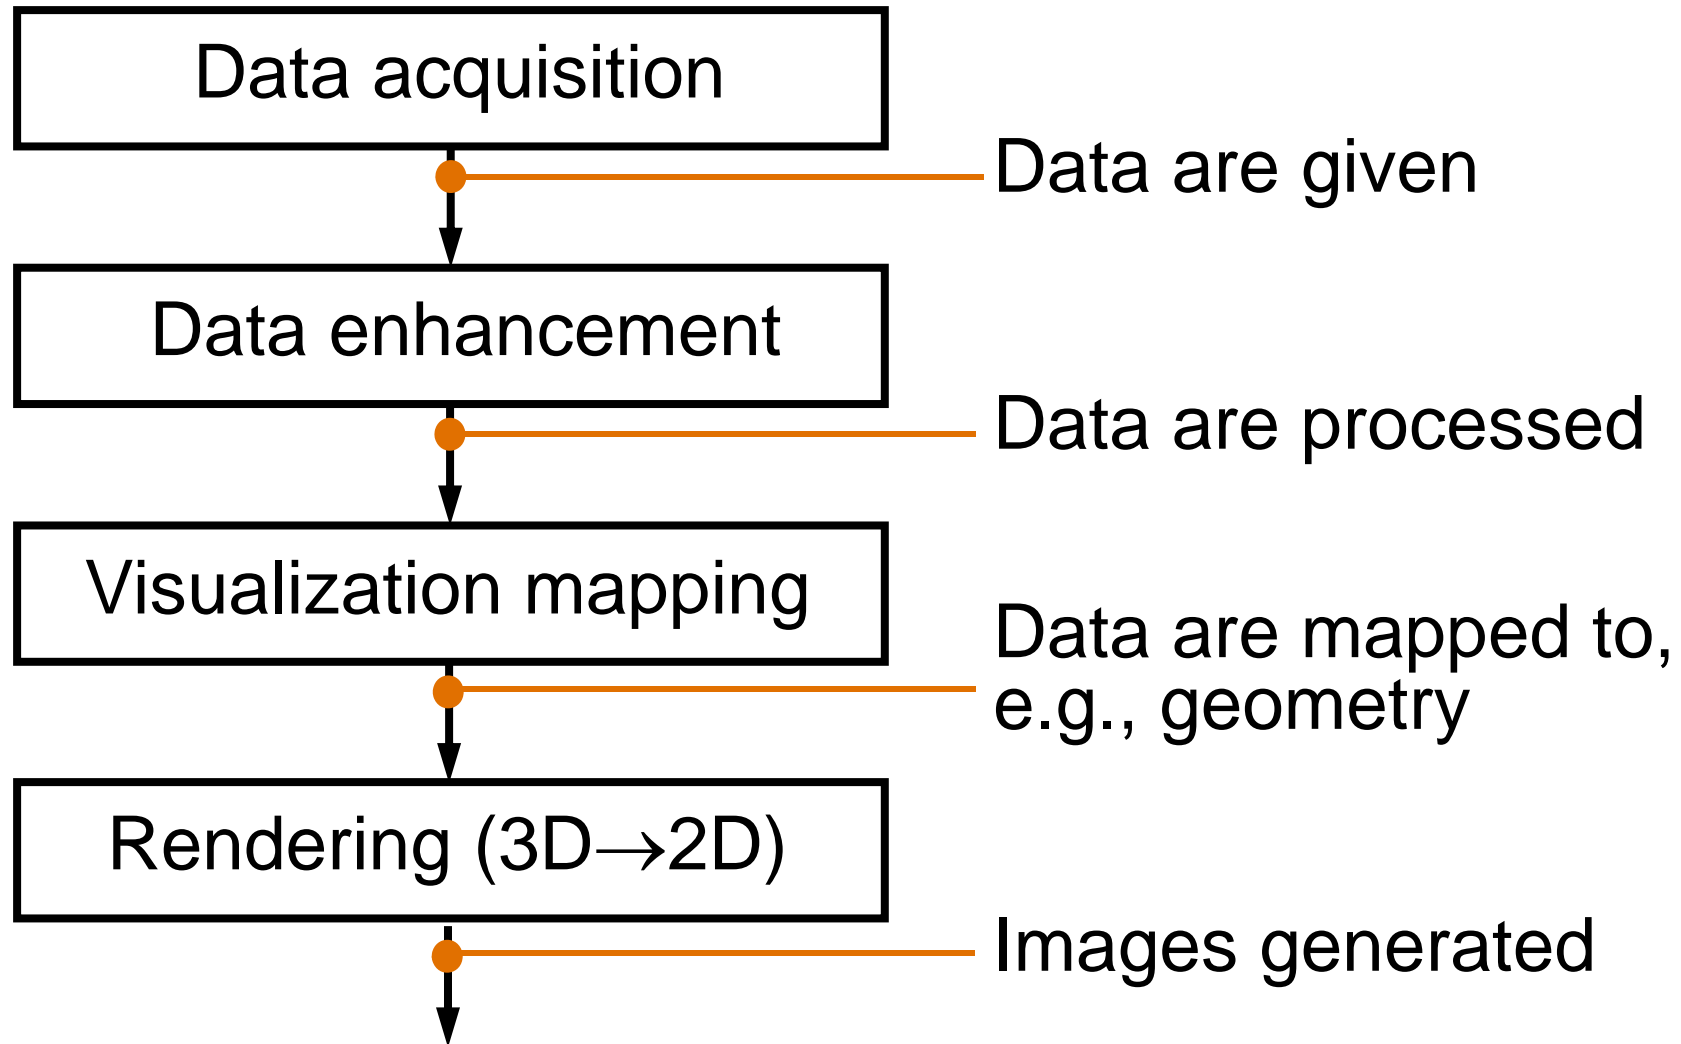 Data acquisition
Data are given
Data enhancement
Data are processed
Visualization mapping
Data are mapped to,
e.g., geometry
Rendering (3D→2D)
Images generated